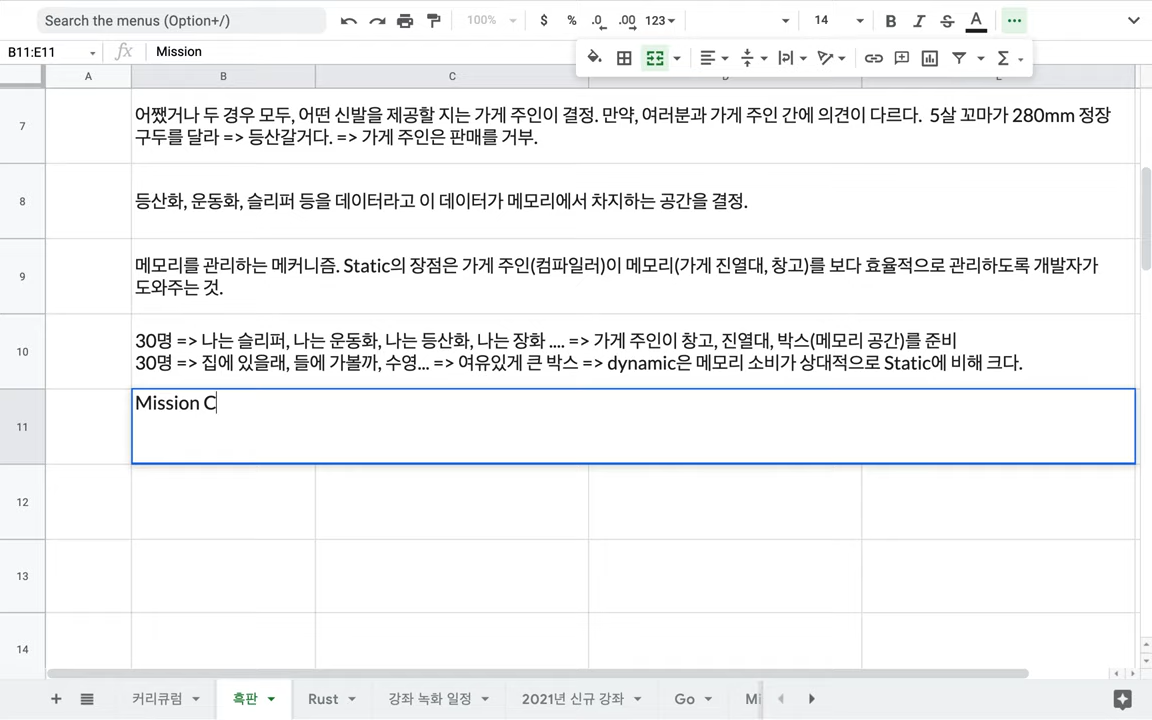 Search the menus (Option+/)
100%
$
%
.0
.00
123
14
B
I
S
A
B11:E11
fx
Mission
Σ
A
B
C
E
7
어쨌거나 두 경우 모두, 어떤 신발을 제공할 지는 가게 주인이 결정. 만약, 여러분과 가게 주인 간에 의견이 다르다. 5살 꼬마가 280mm 정장
구두를 달라 => 등산갈거다. => 가게 주인은 판매를 거부.
8
등산화, 운동화, 슬리퍼 등을 데이터라고 이 데이터가 메모리에서 차지하는 공간을 결정.
9
메모리를 관리하는 메커니즘. Static의 장점은 가게 주인(컴파일러)이 메모리(가게 진열대, 창고)를 보다 효율적으로 관리하도록 개발자가
도와주는 것.
10
30명 => 나는 슬리퍼, 나는 운동화, 나는 등산화, 나는 장화 .... => 가게 주인이 창고, 진열대, 박스(메모리 공간)를 준비
30명 => 집에 있을래, 들에 가볼까, 수영... => 여유있게 큰 박스 => dynamic은 메모리 소비가 상대적으로 Static에 비해 크다.
11
Mission C
12
13
14
커리큐럼
흑판
Rust
강좌 녹화 일정
2021년 신규 강좌
Go
Mi